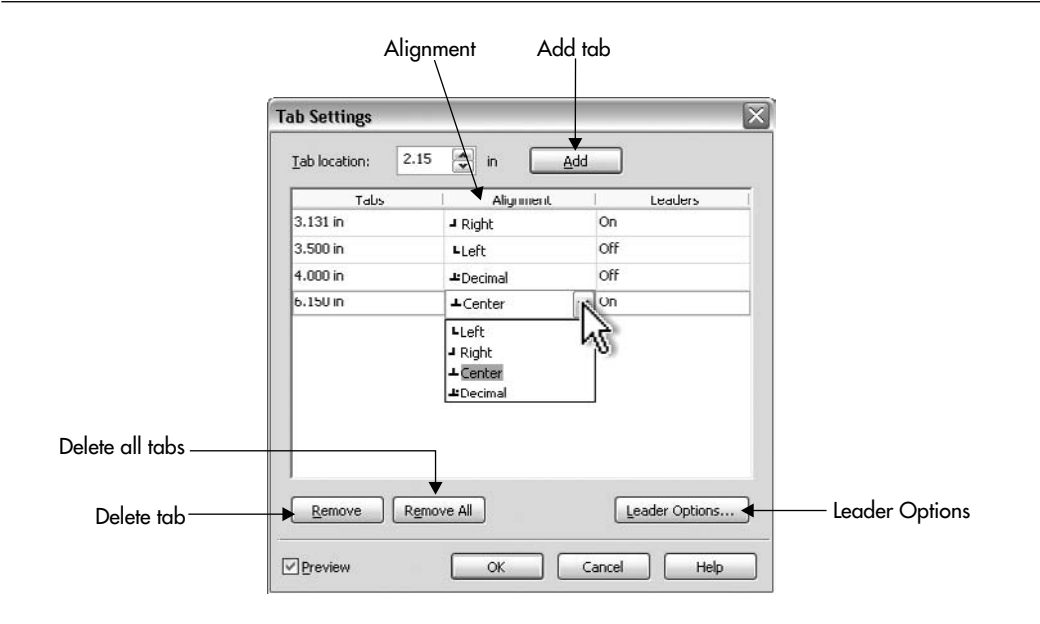 Alignment Add tab
Tab Settings
Tab location: 2.15 in Add
Tabs Alignment Leaders
3.131 in Right On
3.500 in Left Off
4.000 in Decimal Off
6.150 in Center On
Left
Right
Center
Decimal
Delete all tabs
Delete tab Remove Remove All Leader Options... Leader Options
Preview OK Cancel Help